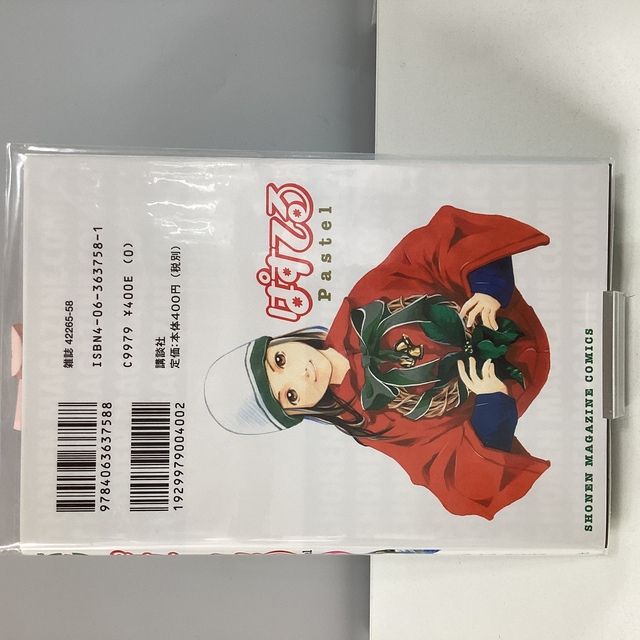 ぱすてる
Pastel
雑誌 42265-58
ISBN4-06-363758-1
C9979 ¥400E (0)
講談社
定価:本体400円(税別)
9784063637588
1929979004002
SHONEN MAGAZINE COMICS